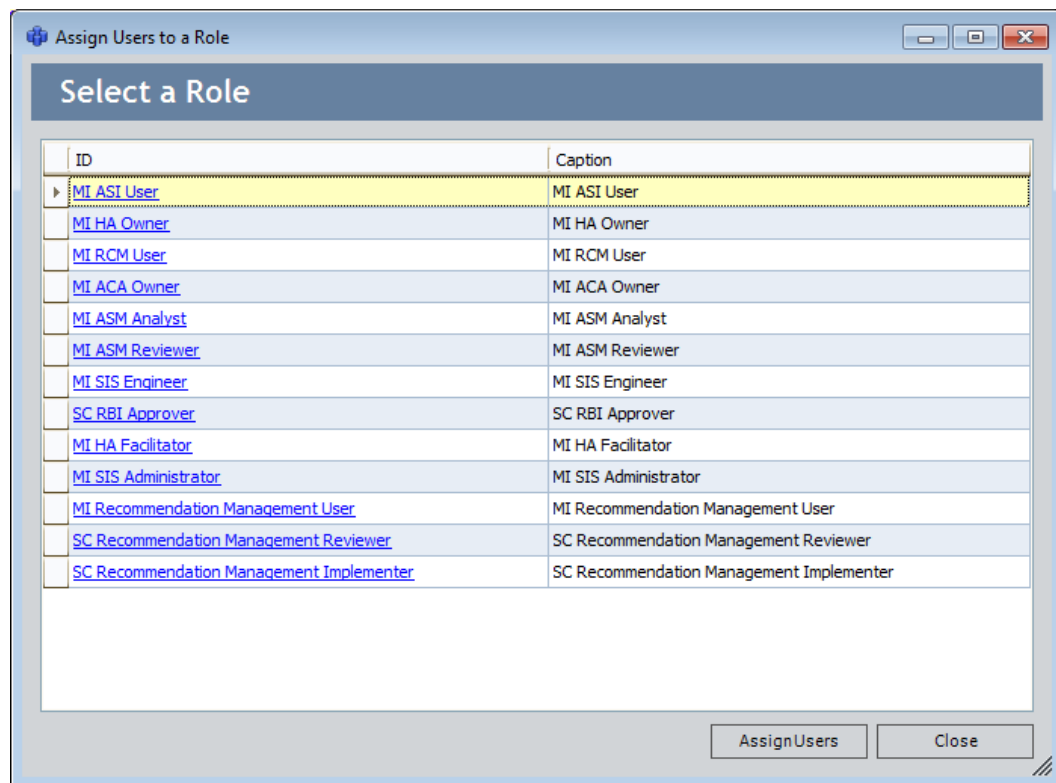 Assign Users to a Role
Select a Role
ID Caption
MI ASI User MI ASI User
MI HA Owner MI HA Owner
MI RCM User MI RCM User
MI ACA Owner MI ACA Owner
MI ASM Analyst MI ASM Analyst
MI ASM Reviewer MI ASM Reviewer
MI SIS Engineer MI SIS Engineer
SC RBI Approver SC RBI Approver
MI HA Facilitator MI HA Facilitator
MI SIS Administrator MI SIS Administrator
MI Recommendation Management User MI Recommendation Management User
SC Recommendation Management Reviewer SC Recommendation Management Reviewer
SC Recommendation Management Implementer SC Recommendation Management Implementer
AssignUsers Close